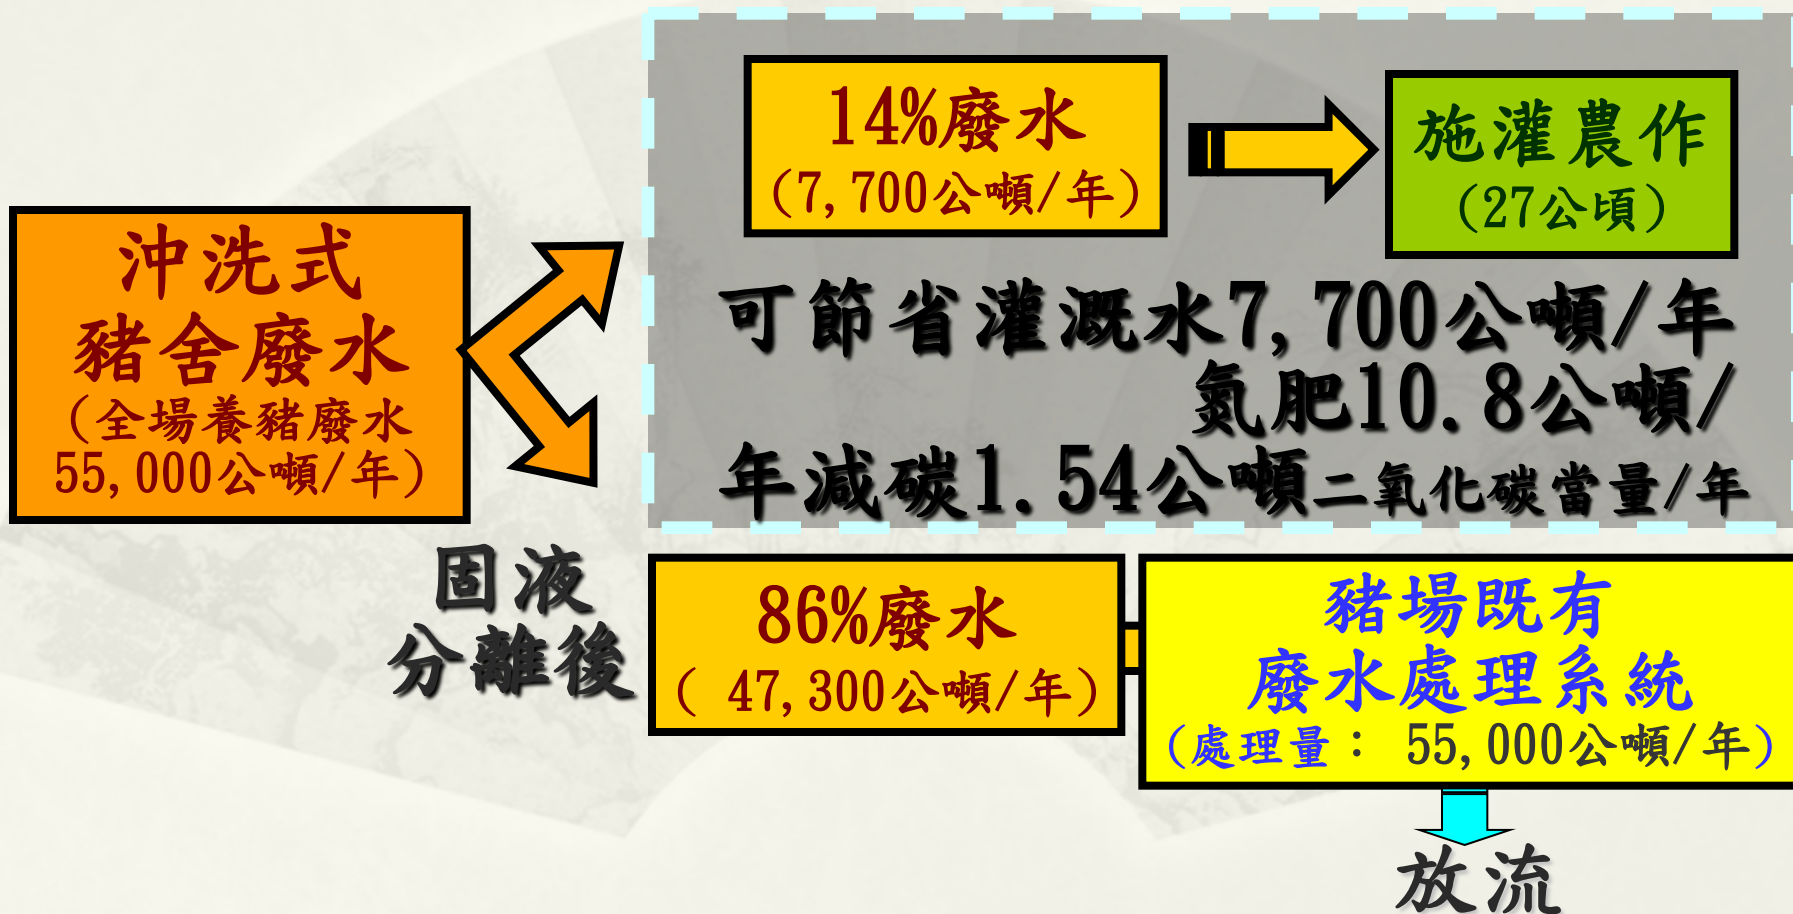 沖洗式
豬舍廢水
(全場養豬廢水
55,000公噸/年)
固液
分離後
14%廢水
(7,700公噸/年)
施灌農作
(27公頃)
可節省灌溉水7,700公噸/年
氮肥10.8公噸/
年減碳1.54公噸二氧化碳當量/年
86%廢水
( 47,300公噸/年)
豬場既有
廢水處理系統
(處理量： 55,000公噸/年)
放流